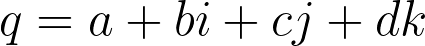 q = a + bi + cj + dk